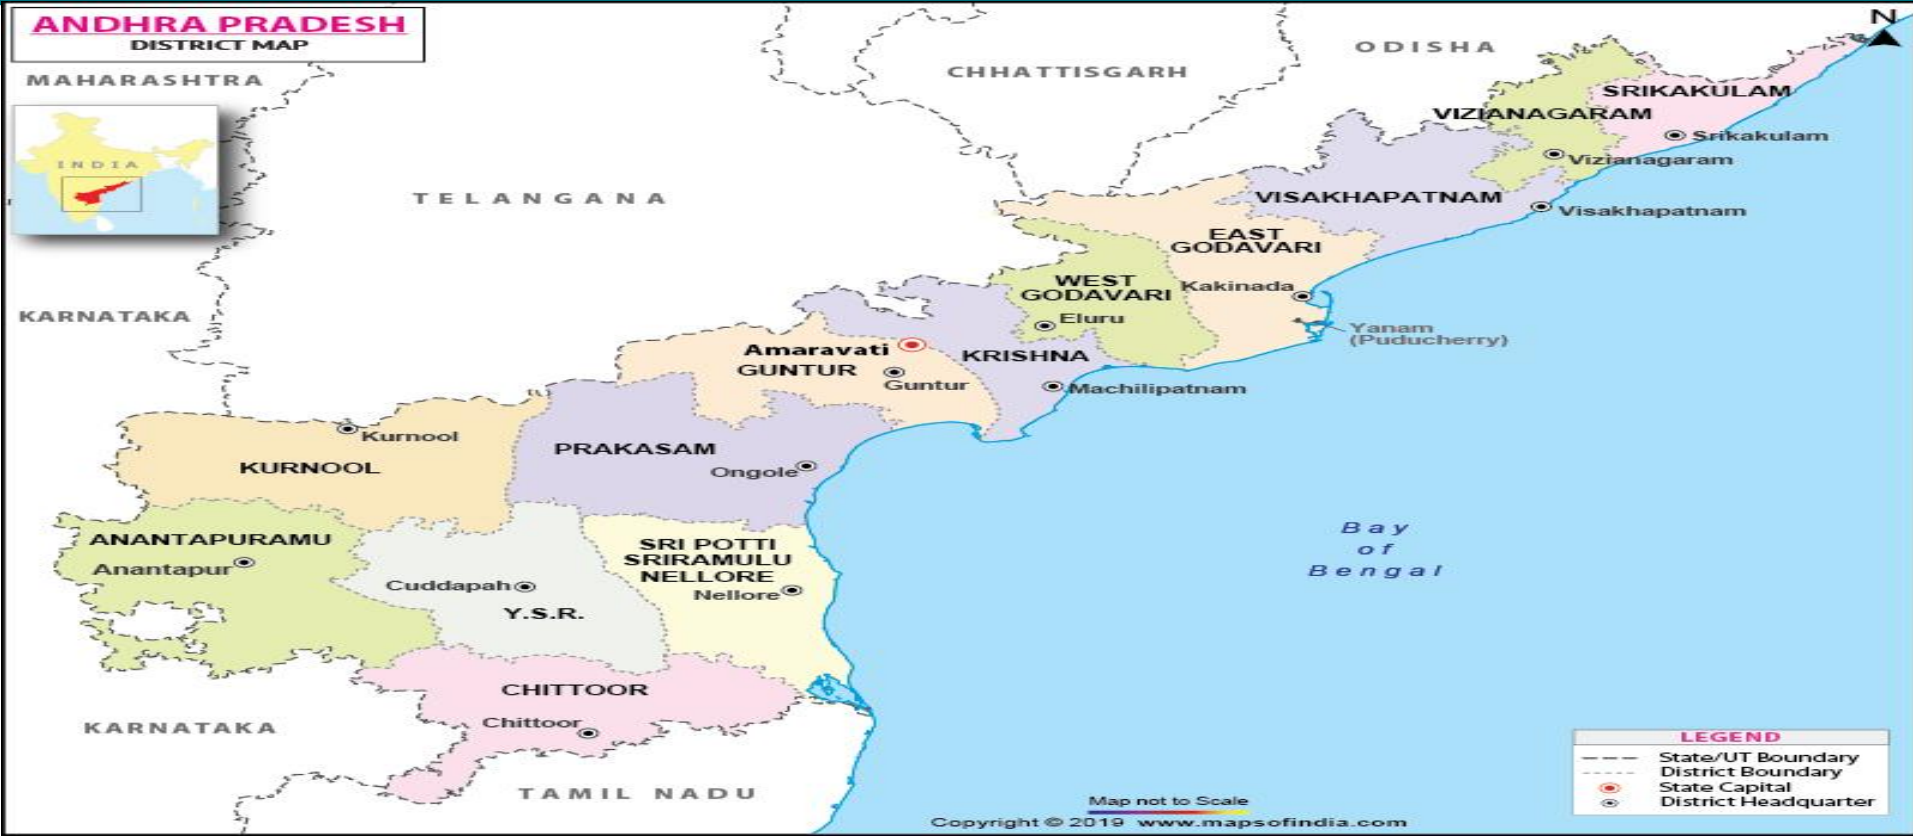 ANDHRA PRADESH
DISTRICT MAP
N
MAHARASHTRA
CHHATTISGARH
ODISHA
INDIA
TELANGANA
SRIKAKULAM
VIZIANAGARAM
Srikakulam
Vizianagaram
VISAKHAPATNAM
Visakhapatnam
EAST
GODAVARI
WEST
GODAVARI
Kakinada
Eluru
Yanam
(Puducherry)
KARNATAKA
Amaravati
KRISHNA
GUNTUR
Guntur
Machilipatnam
Kurnool
KURNOOL
PRAKASAM
Ongole
ANANTAPURAMU
Anantapur
SRI POTTI
SRIRAMULU
NELLORE
Nellore
Cuddapah
Y.S.R.
Bay
of
Bengal
CHITTOOR
Chittoor
KARNATAKA
TAMIL NADU
LEGEND
State/UT Boundary
District Boundary
State Capital
District Headquarter
Map not to Scale
Copyright © 2019 www.mapsofindia.com